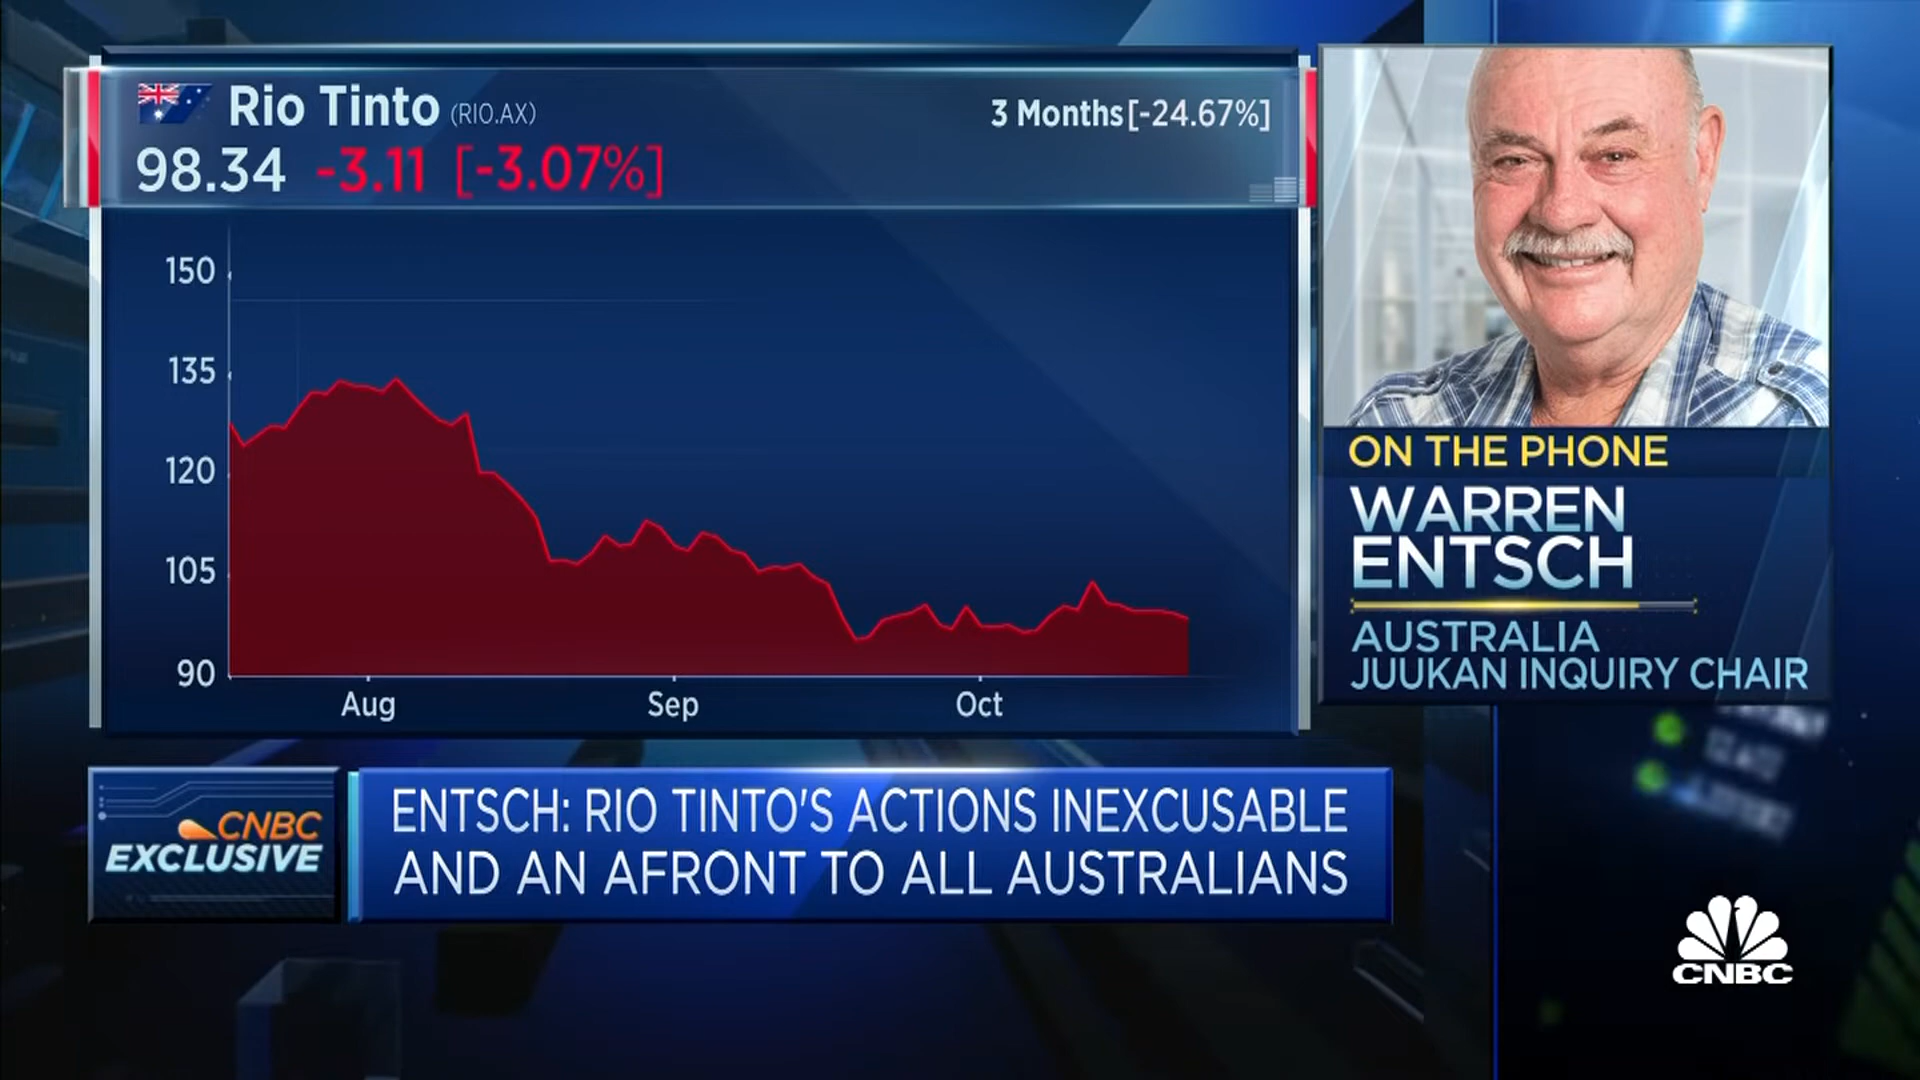 Rio Tinto (RIO.AX)
3 Months[-24.67%]
98.34 -3.11 [-3.07%]
150
135
120
105
90
Aug
Sep
Oct
ON THE PHONE
WARREN
ENTSCH
AUSTRALIA
JUUKAN INQUIRY CHAIR
CNBC
EXCLUSIVE
ENTSCH: RIO TINTO'S ACTIONS INEXCUSABLE
AND AN AFRONT TO ALL AUSTRALIANS
CNBC